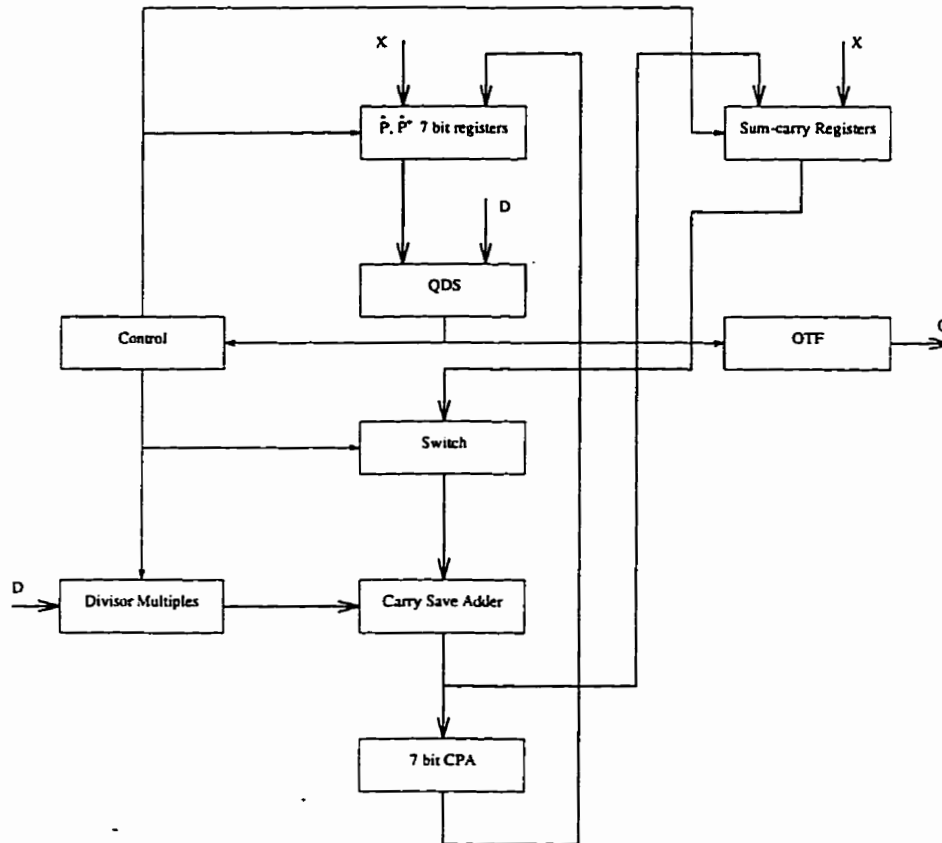 X
X
P̂, P̂⁺ 7 bit registers
Sum-carry Registers
D
QDS
Control
OTF
Switch
D
Divisor Multiples
Carry Save Adder
7 bit CPA